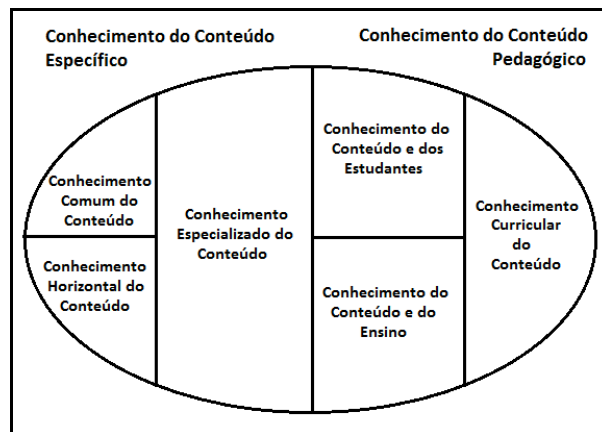 Conhecimento do Conteúdo
Específico
Conhecimento do Conteúdo
Pedagógico
Conhecimento
Comum do
Conteúdo
Conhecimento
Horizontal do
Conteúdo
Conhecimento
Especializado do
Conteúdo
Conhecimento do
Conteúdo e dos
Estudantes
Conhecimento do
Conteúdo e do
Ensino
Conhecimento
Curricular
do
Conteúdo